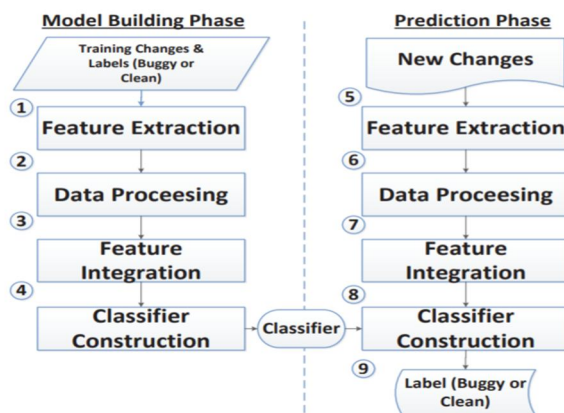 Model Building Phase
Training Changes &
Labels (Buggy or
Clean)
1
Feature Extraction
2
Data Proceesing
3
Feature
Integration
4
Classifier
Construction
Classifier
Prediction Phase
New Changes
5
Feature Extraction
6
Data Proceesing
7
Feature
Integration
8
Classifier
Construction
9
Label (Buggy or
Clean)